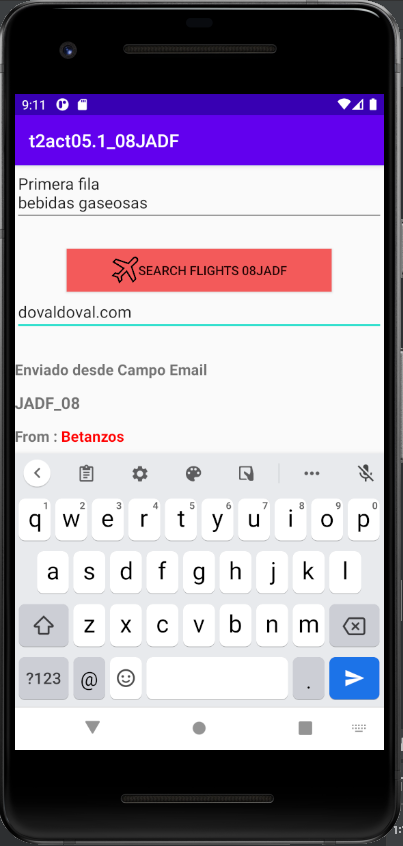 9:11
t2act05.1_08JADF
Primera fila
bebidas gaseosas
SEARCH FLIGHTS 08JADF
dovaldoval.com
Enviado desde Campo Email
JADF_08
From : Betanzos
q1 w2 e3 r4 t5 y6 u7 i8 o9 p0
a s d f g h j k l
z x c v b n m
?123 @ .